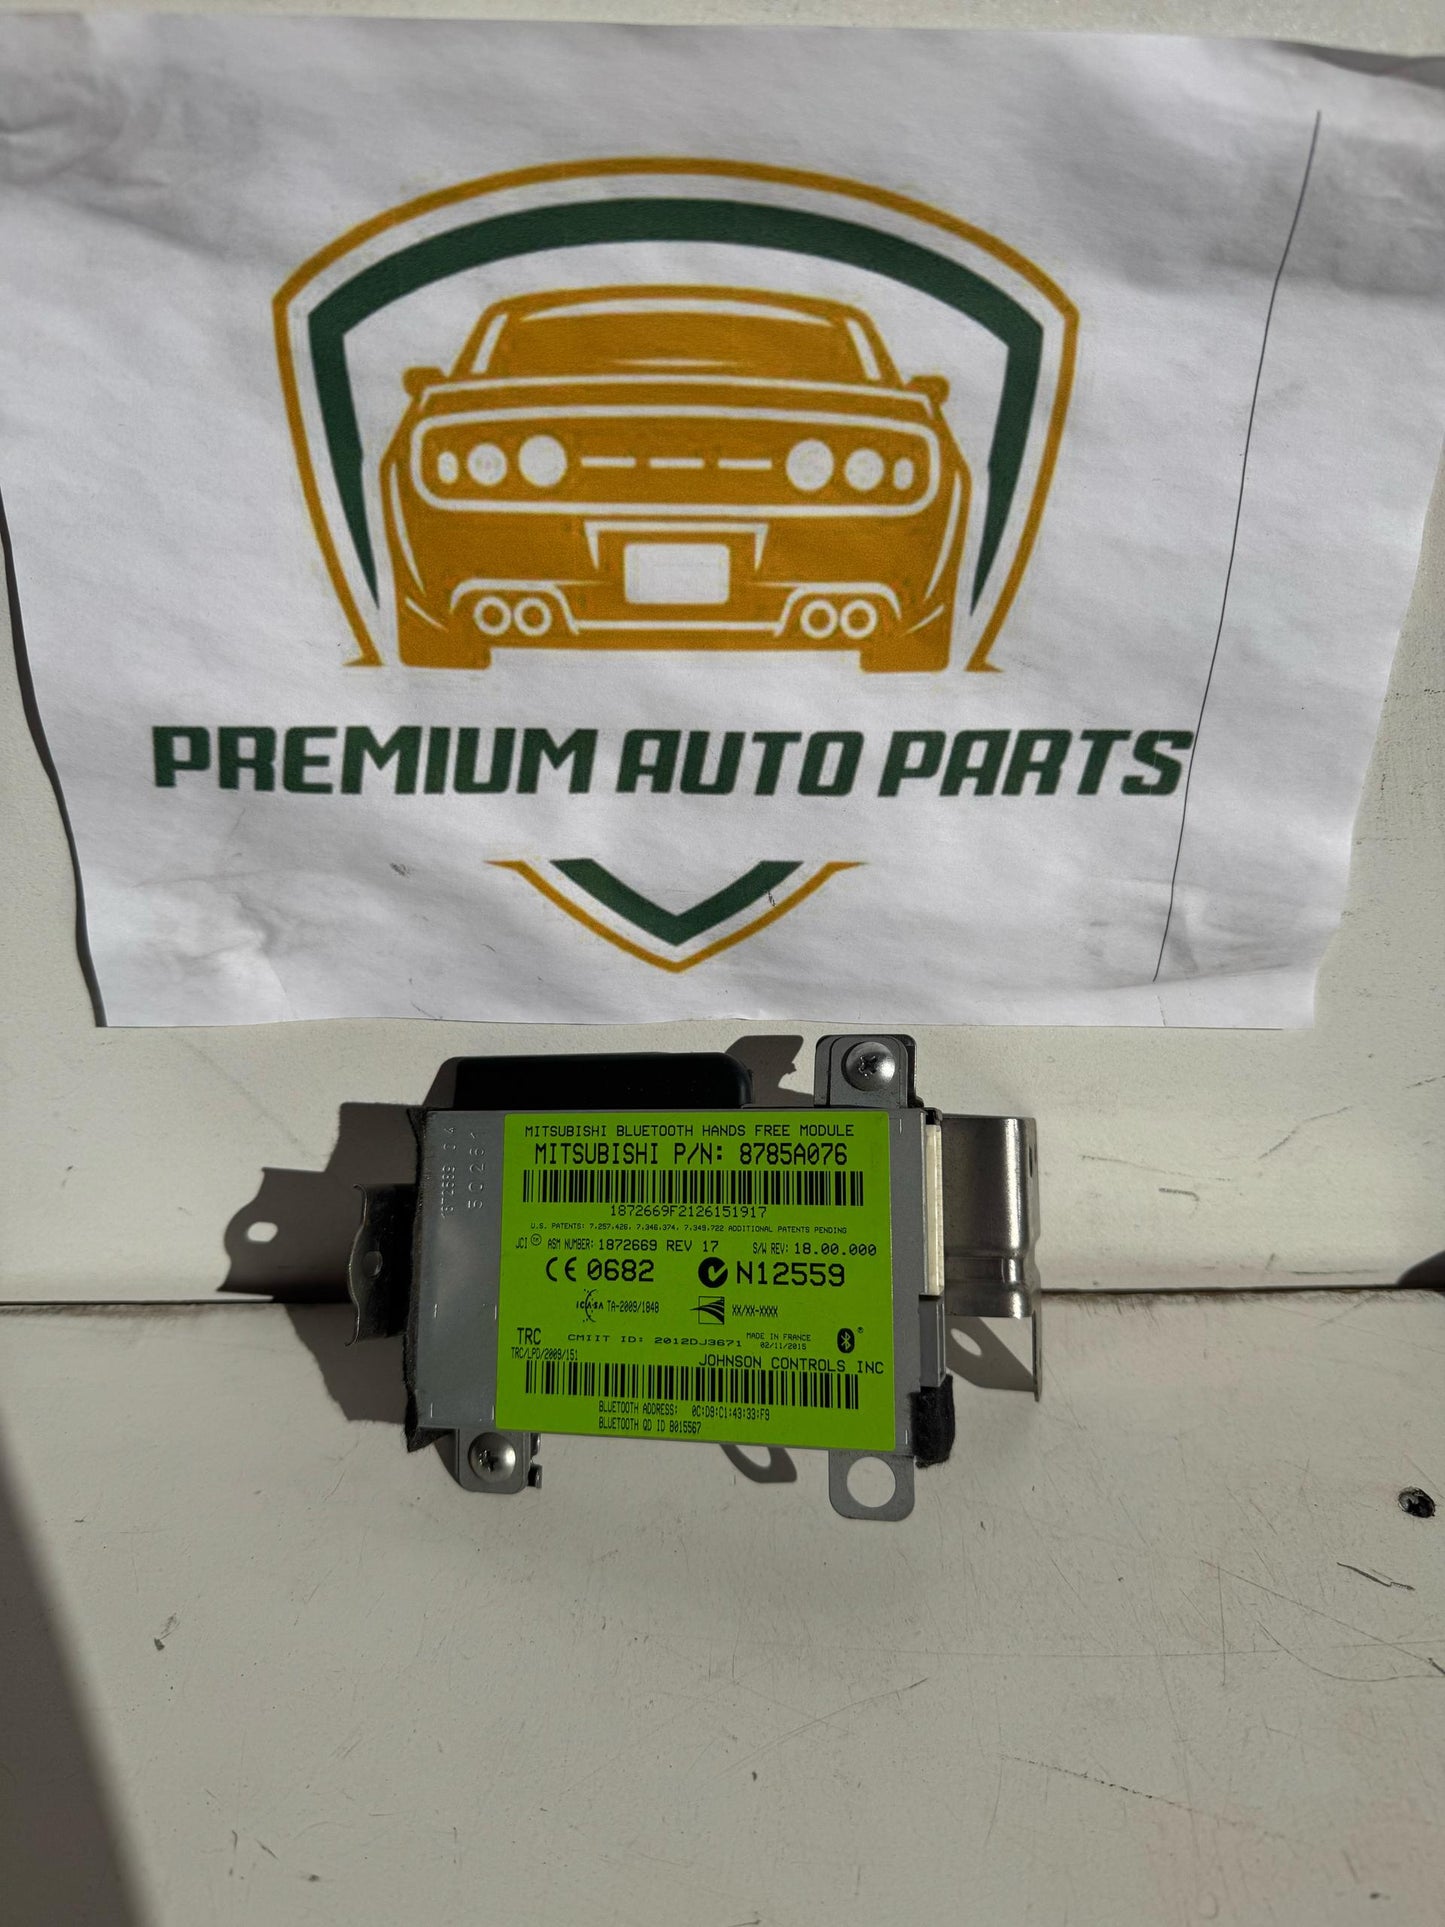 PREMIUM AUTO PARTS
MITSUBISHI BLUETOOTH HANDS FREE MODULE
MITSUBISHI P/N: 8785A076
1872669F2126151917
U.S. PATENTS: 7,257,426, 7,346,374, 7,349,722 ADDITIONAL PATENTS PENDING
JCI TK ASM NUMBER: 1872669 REV 17 S/W REV: 18.00.000
CE 0682 N12559
ICASA TA-2009/1848 XX/XX-XXXX
TRC CMIIT ID: 2012DJ3671 MADE IN FRANCE
02/11/2015
TRC/LPD/2009/151
JOHNSON CONTROLS INC
BLUETOOTH ADDRESS: 0C:D9:C1:43:33:F9
BLUETOOTH QD ID B015567